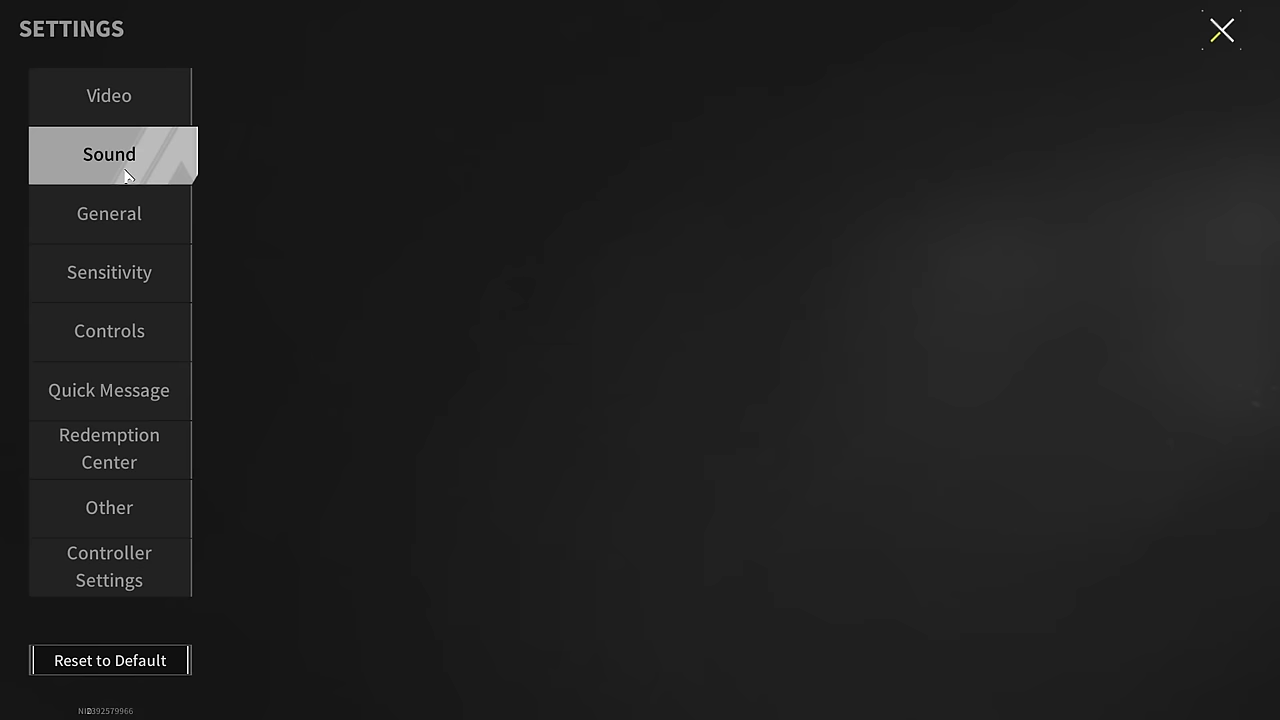 SETTINGS
Video
Sound
General
Sensitivity
Controls
Quick Message
Redemption
Center
Other
Controller
Settings
Reset to Default